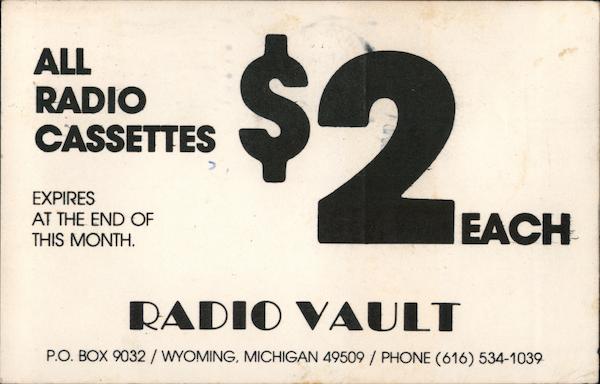 ALL
RADIO
CASSETTES
$2 EACH
EXPIRES
AT THE END OF
THIS MONTH.
RADIO VAULT
P.O. BOX 9032 / WYOMING, MICHIGAN 49509 / PHONE (616) 534-1039